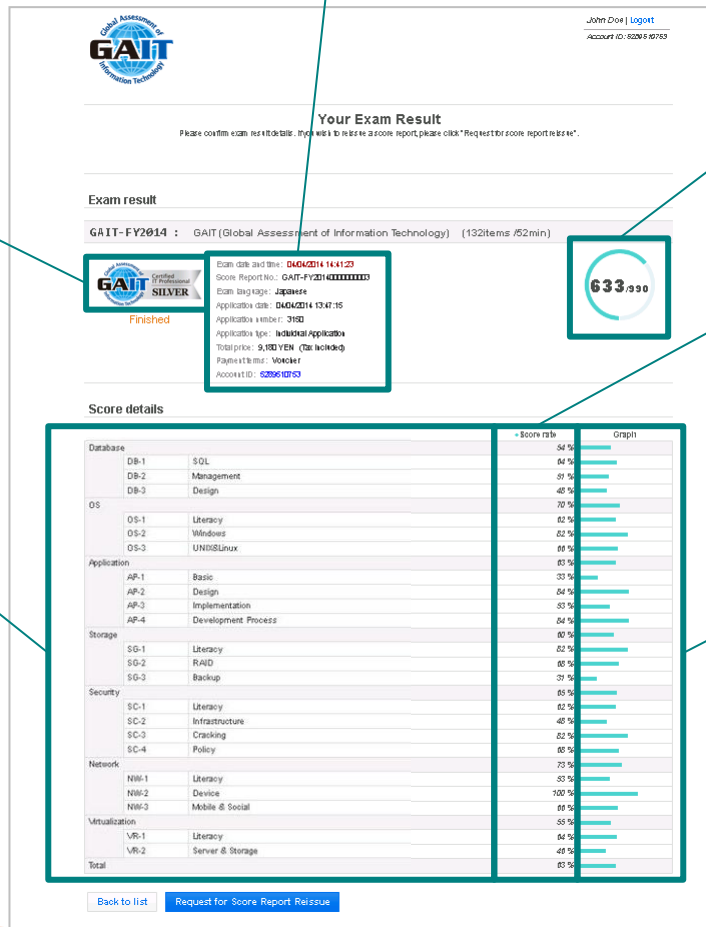 Global Assessment of
GAIT
Information Technology
John Doe | Logout
Account ID: 5289510753
Your Exam Result
Please confirm exam result details. If you wish to reissue a score report, please click "Request for score report reissue".
Exam result
GAIT-FY2014 : GAIT(Global Assessment of Information Technology) (132items /52min)
Global Assessment of
GAIT
Information Technology
Certified
IT Professional
SILVER
Finished
Exam date and time: 04/04/2014 14:41:23
Score Report No.: GAIT-FY20140000000003
Exam language: Japanese
Application date: 04/04/2014 13:47:15
Application number: 3150
Application type: Individual Application
Total price: 9,180 YEN (Tax Included)
Payment terms: Voucher
Account ID: 5289510753
633/990
Score details
Score rate Graph
Database 54 %
DB-1 SQL 64 %
DB-2 Management 51 %
DB-3 Design 48 %
OS 70 %
OS-1 Literacy 62 %
OS-2 Windows 82 %
OS-3 UNIX&Linux 66 %
Application 63 %
AP-1 Basic 33 %
AP-2 Design 84 %
AP-3 Implementation 53 %
AP-4 Development Process 84 %
Storage 60 %
SG-1 Literacy 82 %
SG-2 RAID 68 %
SG-3 Backup 31 %
Security 65 %
SC-1 Literacy 62 %
SC-2 Infrastructure 48 %
SC-3 Cracking 82 %
SC-4 Policy 68 %
Network 73 %
NW-1 Literacy 53 %
NW-2 Device 100 %
NW-3 Mobile & Social 66 %
Virtualization 55 %
VR-1 Literacy 64 %
VR-2 Server & Storage 46 %
Total 63 %
Back to list Request for Score Report Reissue